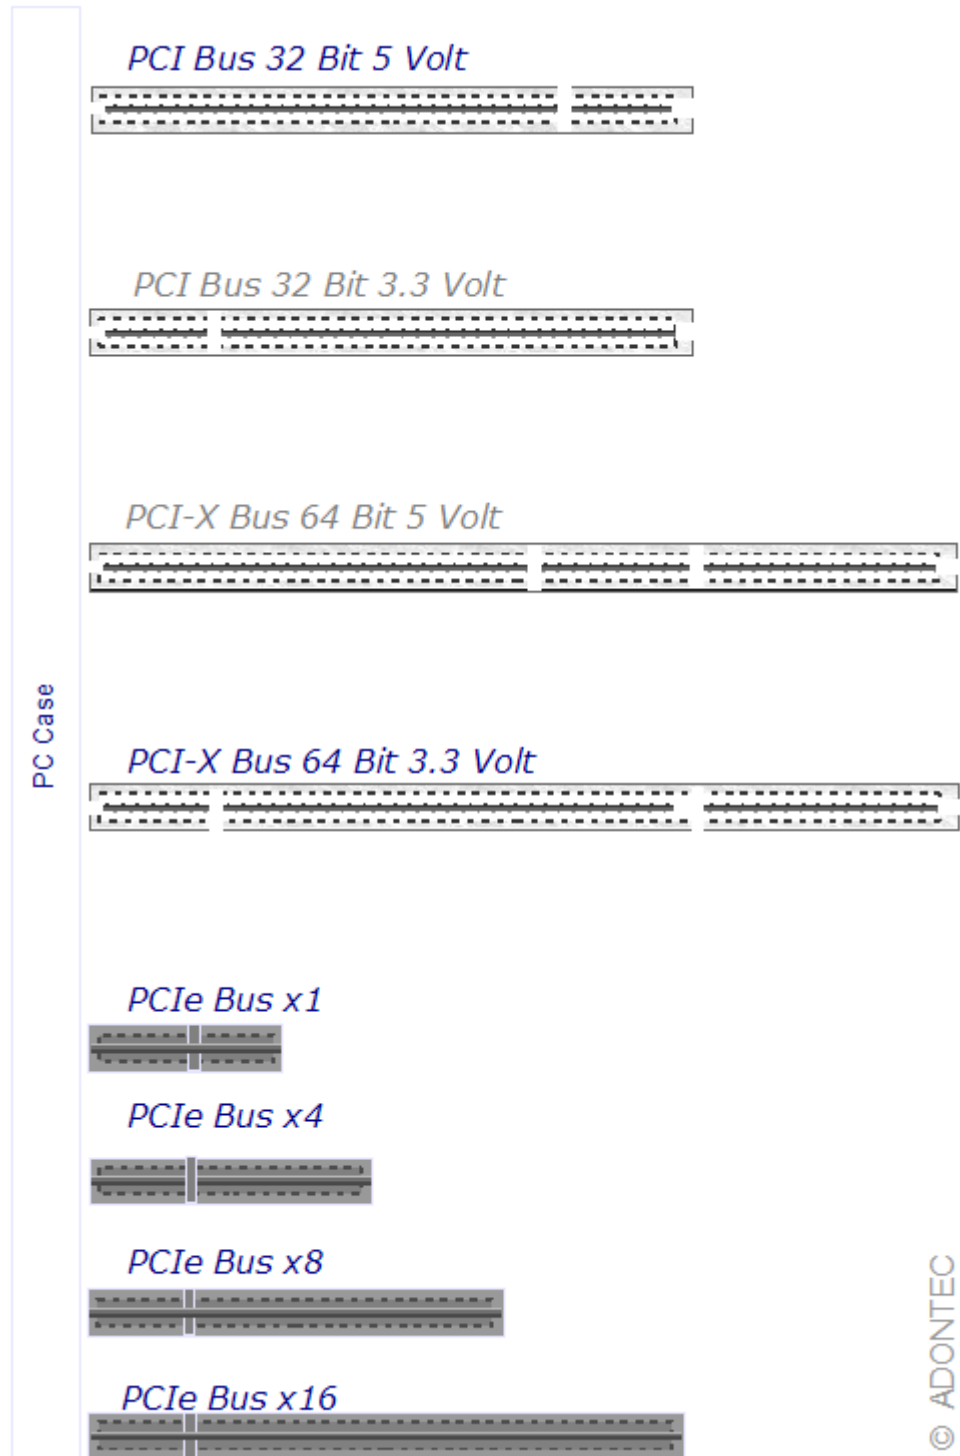 PCI Bus 32 Bit 5 Volt
PCI Bus 32 Bit 3.3 Volt
PCI-X Bus 64 Bit 5 Volt
PC Case
PCI-X Bus 64 Bit 3.3 Volt
PCIe Bus x1
PCIe Bus x4
PCIe Bus x8
PCIe Bus x16
© ADONTEC